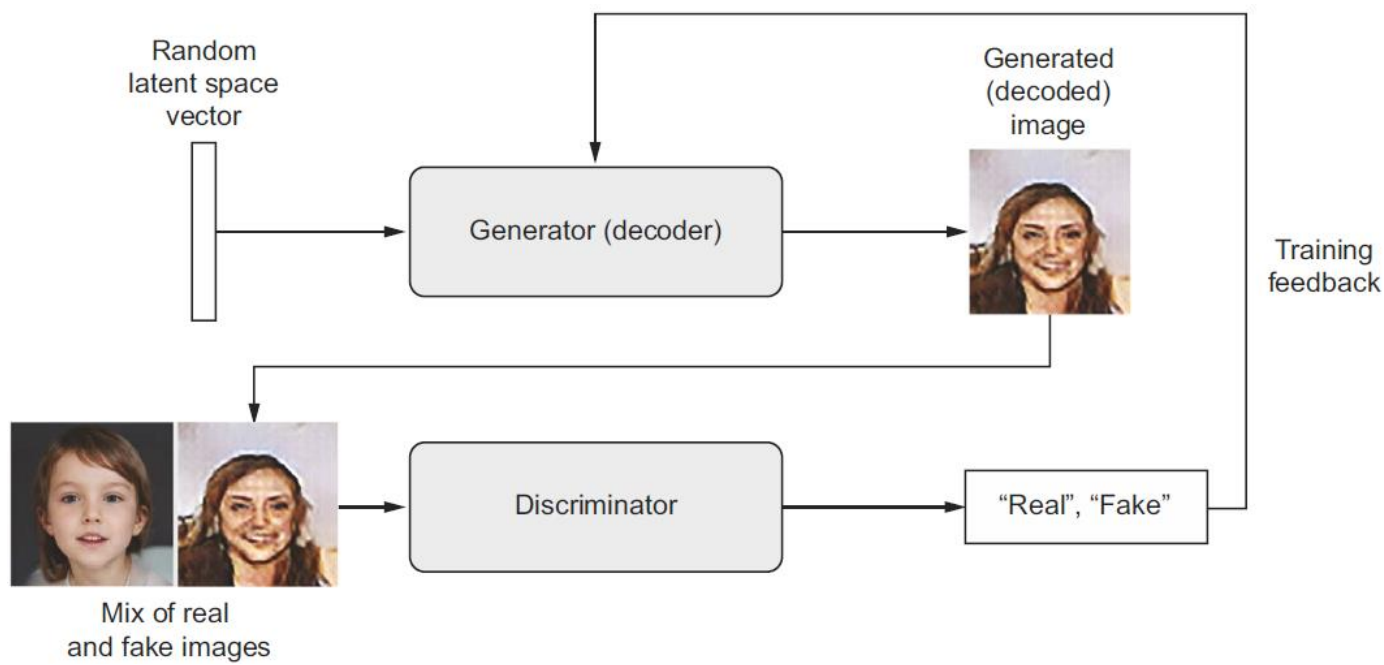 Random
latent space
vector
Generator (decoder)
Generated
(decoded)
image
Training
feedback
Discriminator
“Real”, “Fake”
Mix of real
and fake images